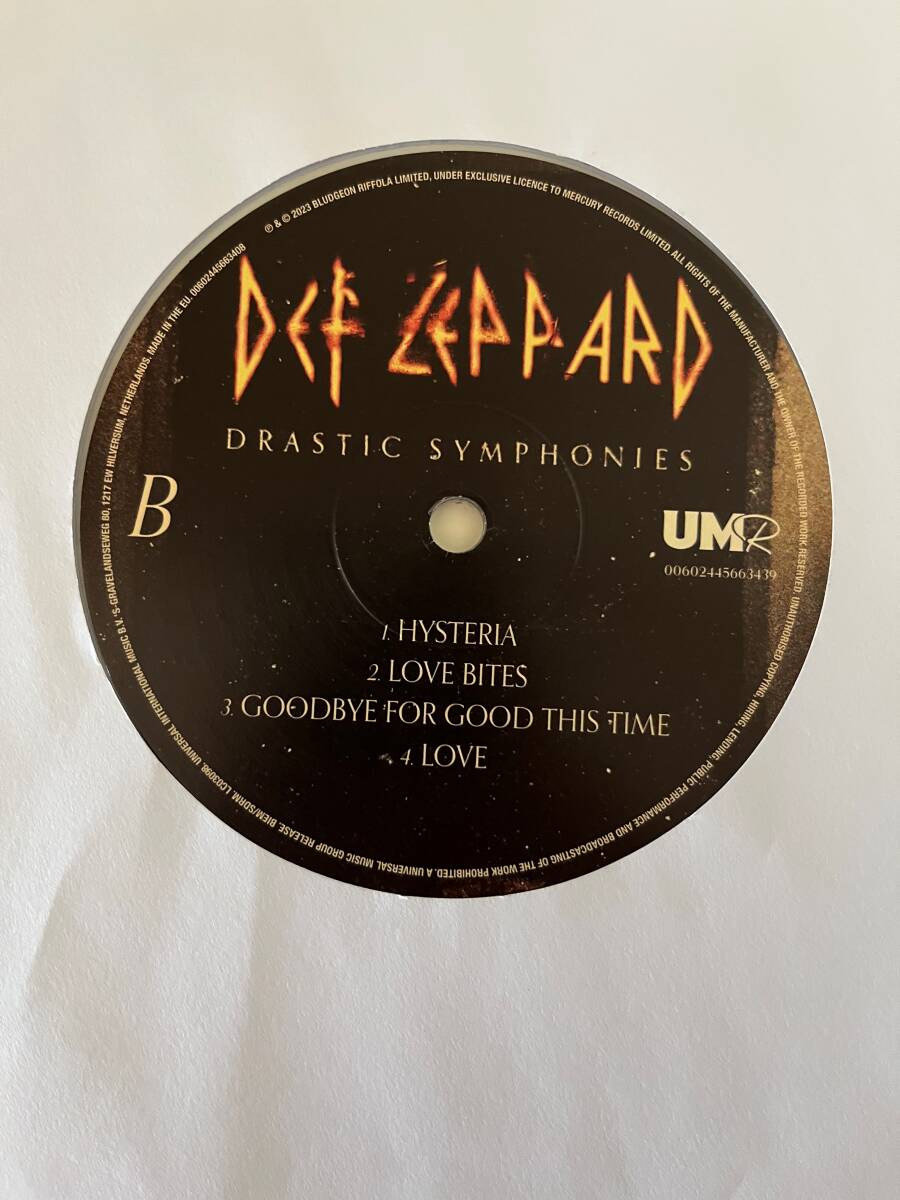 ℗ & © 2023 BLUDGEON RIFFOLA LIMITED, UNDER EXCLUSIVE LICENCE TO MERCURY RECORDS LIMITED. ALL RIGHTS OF THE MANUFACTURER AND THE OWNER OF THE RECORDED WORK RESERVED. UNAUTHORISED COPYING, HIRING, LENDING, PUBLIC PERFORMANCE AND BROADCASTING OF THE WORK PROHIBITED. A UNIVERSAL MUSIC GROUP RELEASE. BIEM/SDRM. LC03098. UNIVERSAL INTERNATIONAL MUSIC B.V. 'S-GRAVELANDSEWEG 80, 1217 EW HILVERSUM, NETHERLANDS. MADE IN THE EU. 00602445663408
DEF LEPPARD
DRASTIC SYMPHONIES
B
UMR
00602445663439
1. HYSTERIA
2. LOVE BITES
3. GOODBYE FOR GOOD THIS TIME
4. LOVE